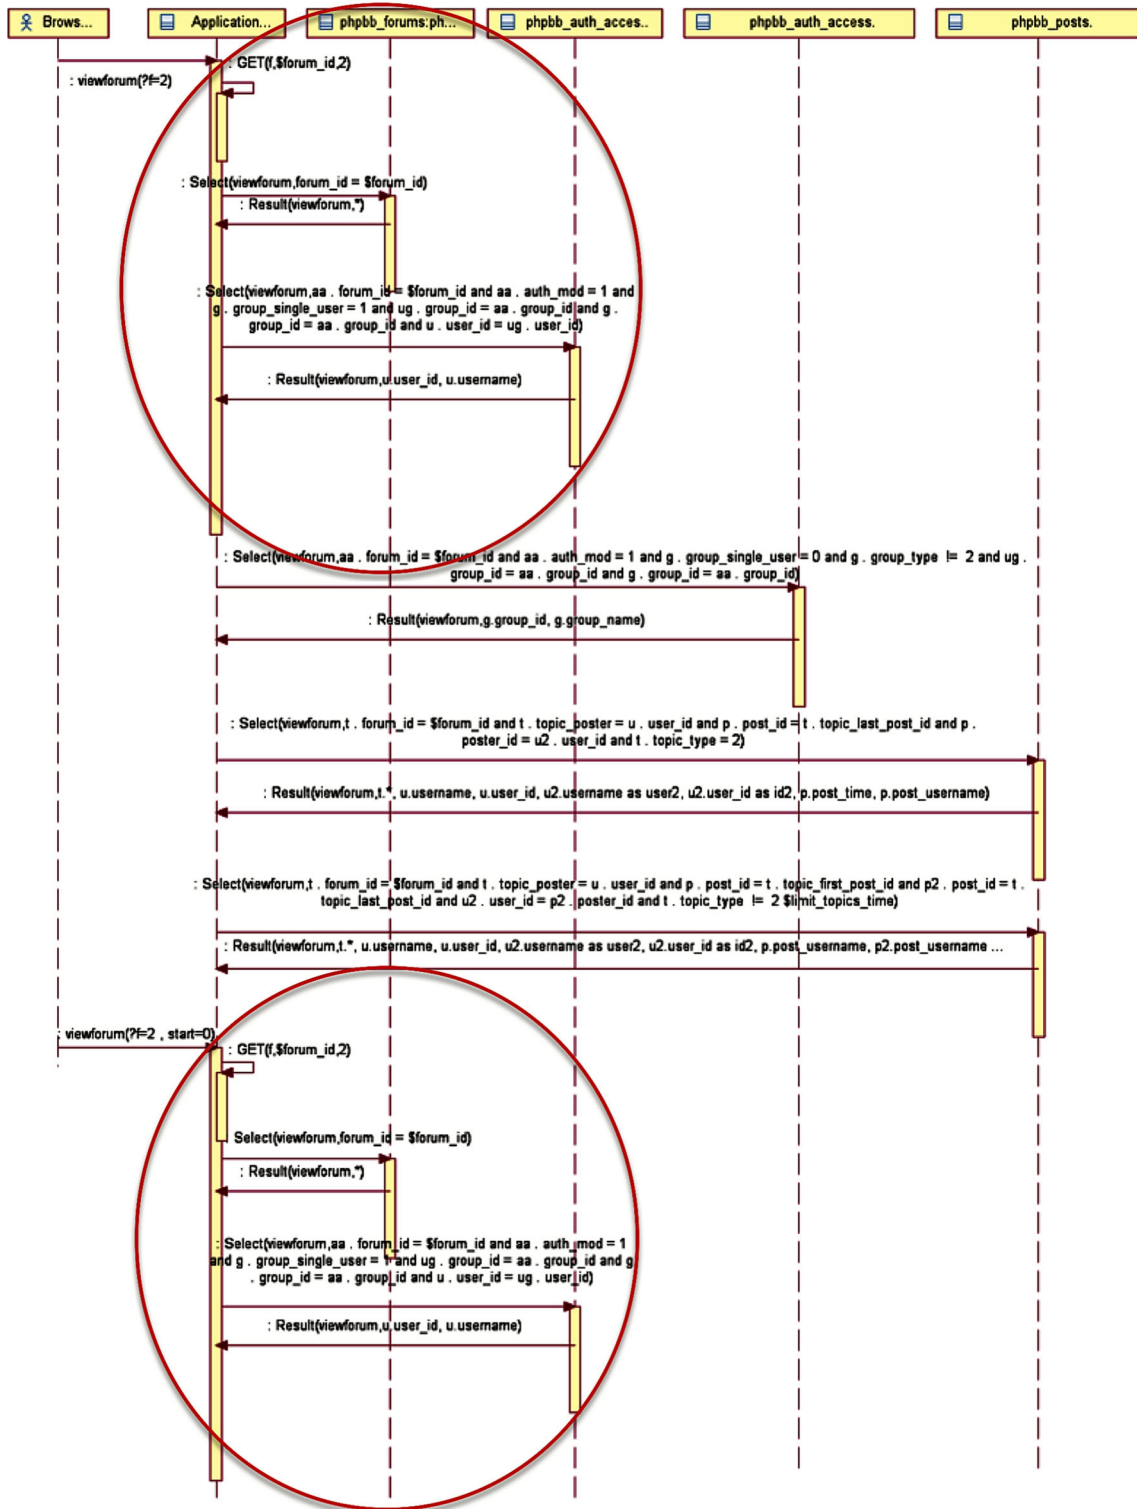 Brows...
Application...
phpbb_forums:ph...
phpbb_auth_acces..
phpbb_auth_access.
phpbb_posts.
: GET(f,$forum_id,2)
: viewforum(?f=2)
: Select(viewforum,forum_id = $forum_id)
: Result(viewforum,*)
: Select(viewforum,aa . forum_id = $forum_id and aa . auth_mod = 1 and
g . group_single_user = 1 and ug . group_id = aa . group_id and g .
group_id = aa . group_id and u . user_id = ug . user_id)
: Result(viewforum,u.user_id, u.username)
: Select(viewforum,aa . forum_id = $forum_id and aa . auth_mod = 1 and g . group_single_user = 0 and g . group_type != 2 and ug .
group_id = aa . group_id and g . group_id = aa . group_id)
: Result(viewforum,g.group_id, g.group_name)
: Select(viewforum,t . forum_id = $forum_id and t . topic_poster = u . user_id and p . post_id = t . topic_last_post_id and p .
poster_id = u2 . user_id and t . topic_type = 2)
: Result(viewforum,t.*, u.username, u.user_id, u2.username as user2, u2.user_id as id2, p.post_time, p.post_username)
: Select(viewforum,t . forum_id = $forum_id and t . topic_poster = u . user_id and p . post_id = t . topic_first_post_id and p2 . post_id = t .
topic_last_post_id and u2 . user_id = p2 . poster_id and t . topic_type != 2 $limit_topics_time)
: Result(viewforum,t.*, u.username, u.user_id, u2.username as user2, u2.user_id as id2, p.post_username, p2.post_username ...
: viewforum(?f=2 , start=0)
: GET(f,$forum_id,2)
Select(viewforum,forum_id = $forum_id)
: Result(viewforum,*)
: Select(viewforum,aa . forum_id = $forum_id and aa . auth_mod = 1
and g . group_single_user = 1 and ug . group_id = aa . group_id and g
. group_id = aa . group_id and u . user_id = ug . user_id)
: Result(viewforum,u.user_id, u.username)